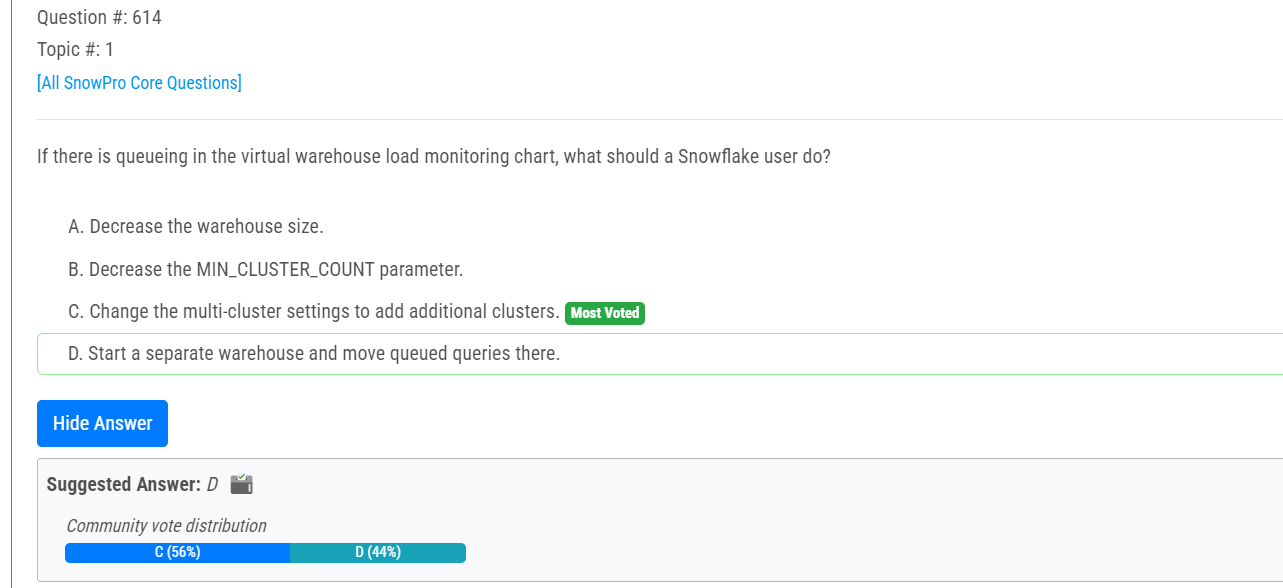 Question #: 614
Topic #: 1
[All SnowPro Core Questions]
If there is queueing in the virtual warehouse load monitoring chart, what should a Snowflake user do?
A. Decrease the warehouse size.
B. Decrease the MIN_CLUSTER_COUNT parameter.
C. Change the multi-cluster settings to add additional clusters. Most Voted
D. Start a separate warehouse and move queued queries there.
Hide Answer
Suggested Answer: D
Community vote distribution
C (56%) D (44%)